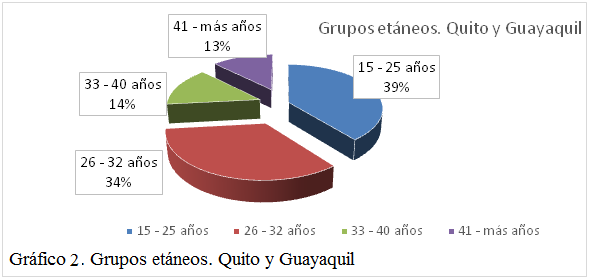 Grupos etáneos. Quito y Guayaquil
41 - más años
13%
15 - 25 años
39%
33 - 40 años
14%
26 - 32 años
34%
15 - 25 años
26 - 32 años
33 - 40 años
41 - más años
Gráfico 2. Grupos etáneos. Quito y Guayaquil